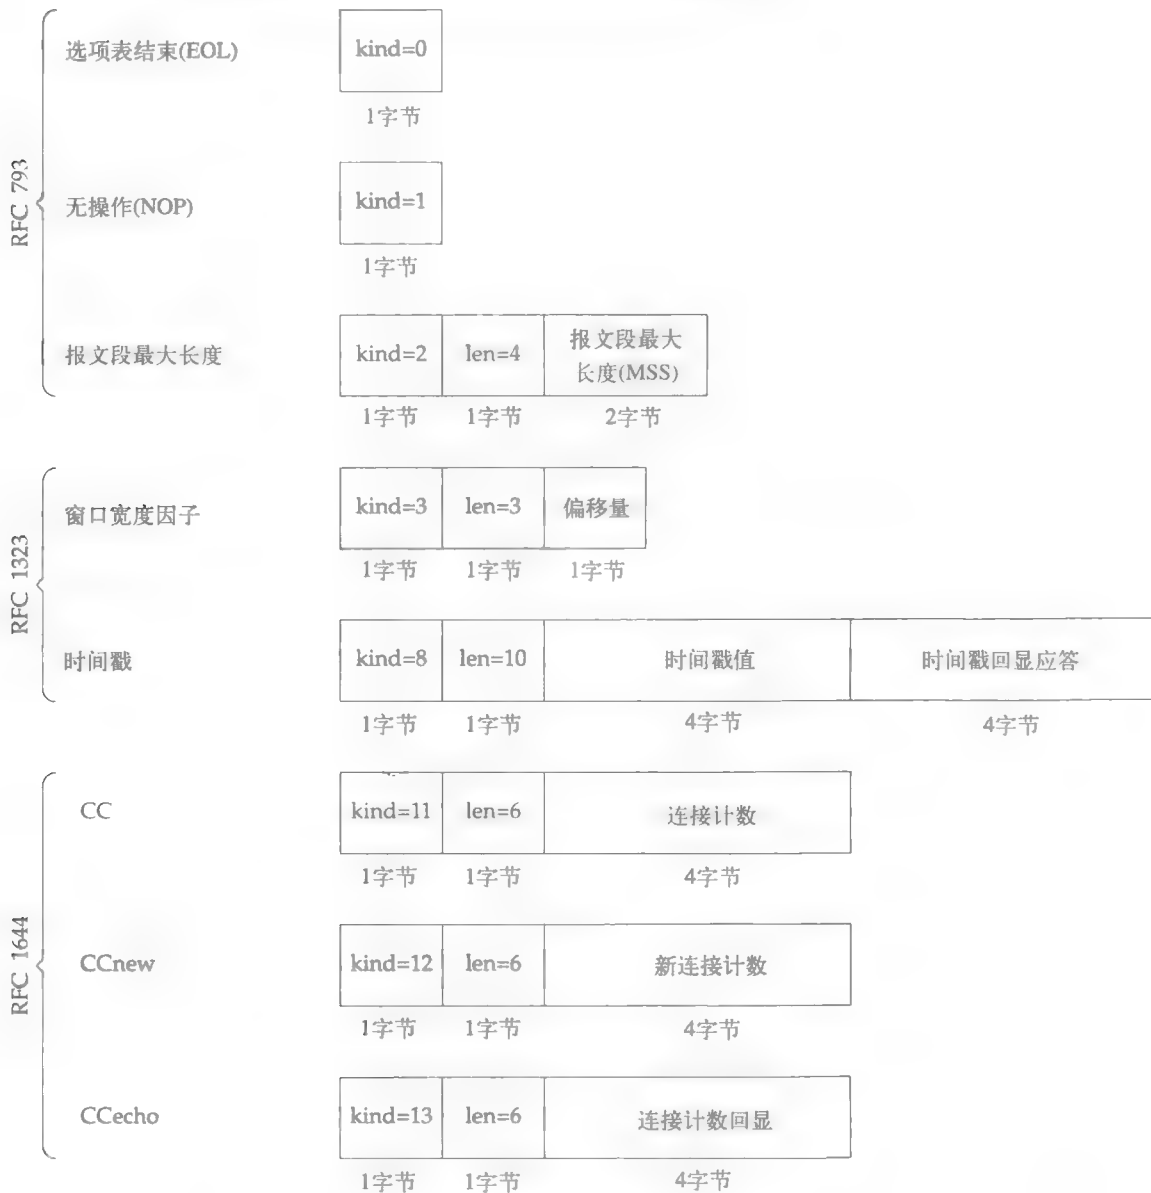 RFC 793
选项表结束(EOL)
kind=0
1字节
无操作(NOP)
kind=1
1字节
报文段最大长度
kind=2 len=4 报文段最大
长度(MSS)
1字节 1字节 2字节
RFC 1323
窗口宽度因子
kind=3 len=3 偏移量
1字节 1字节 1字节
时间戳
kind=8 len=10 时间戳值 时间戳回显应答
1字节 1字节 4字节 4字节
RFC 1644
CC
kind=11 len=6 连接计数
1字节 1字节 4字节
CCnew
kind=12 len=6 新连接计数
1字节 1字节 4字节
CCecho
kind=13 len=6 连接计数回显
1字节 1字节 4字节